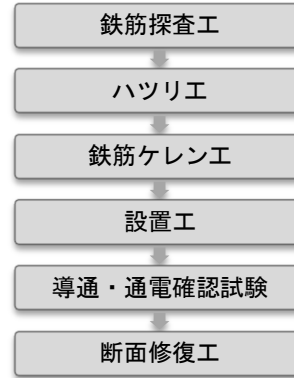 鉄筋探査工
ハツリ工
鉄筋ケレン工
設置工
導通・通電確認試験
断面修復工